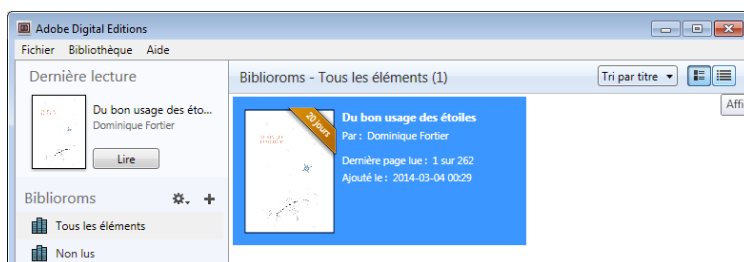 Adobe Digital Editions
Fichier Bibliothèque Aide
Dernière lecture
Du bon usage des éto...
Dominique Fortier
Lire
Biblioroms
Tous les éléments
Non lus
Biblioroms - Tous les éléments (1)
Tri par titre
Affi
20 jours
Du bon usage des étoiles
Par : Dominique Fortier
Dernière page lue : 1 sur 262
Ajouté le : 2014-03-04 00:29